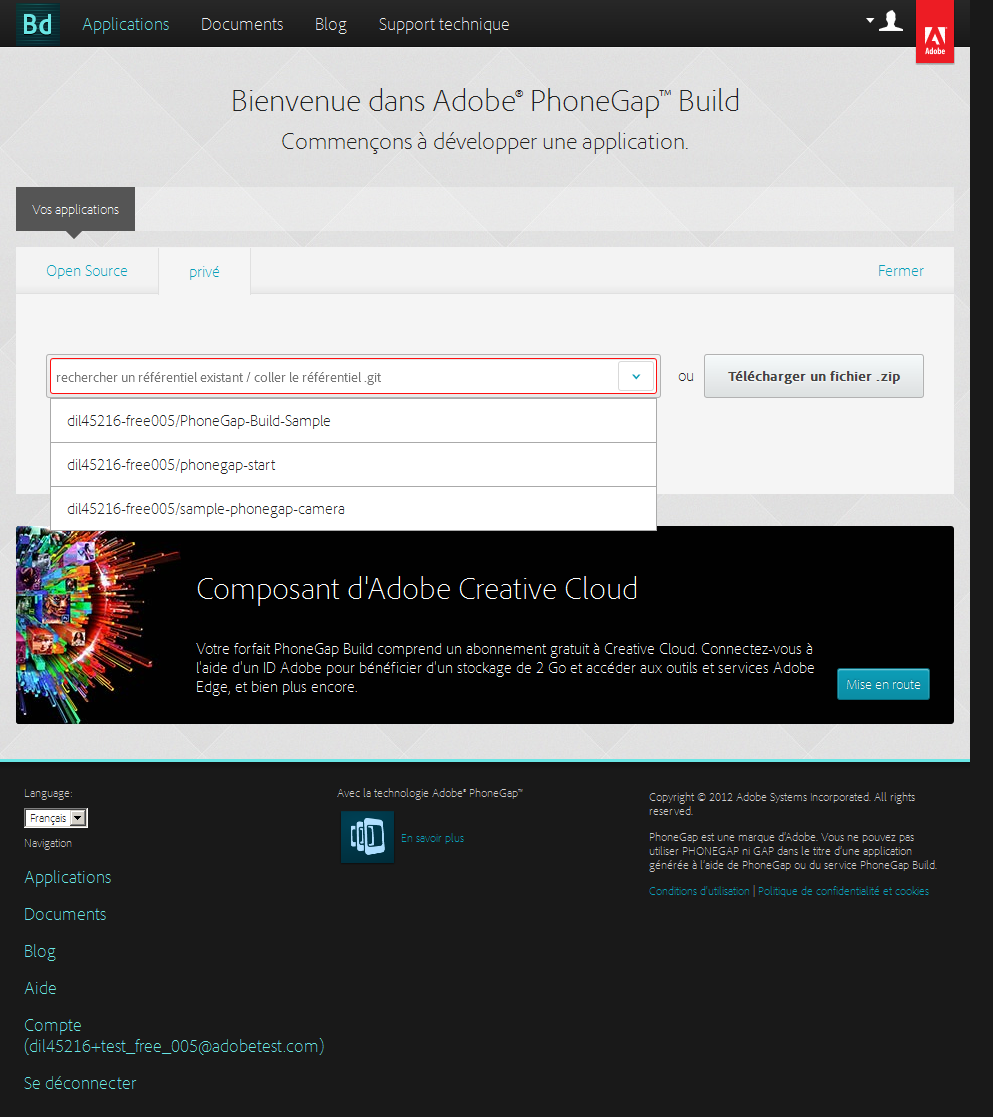 Bd Applications Documents Blog Support technique
Adobe
Bienvenue dans Adobe® PhoneGap™ Build
Commençons à développer une application.
Vos applications
Open Source privé Fermer
rechercher un référentiel existant / coller le référentiel .git ou Télécharger un fichier .zip
dil45216-free005/PhoneGap-Build-Sample
dil45216-free005/phonegap-start
dil45216-free005/sample-phonegap-camera
Composant d'Adobe Creative Cloud
Votre forfait PhoneGap Build comprend un abonnement gratuit à Creative Cloud. Connectez-vous à
l'aide d'un ID Adobe pour bénéficier d'un stockage de 2 Go et accéder aux outils et services Adobe
Edge, et bien plus encore.
Mise en route
Language:
Français
Navigation
Applications
Documents
Blog
Aide
Compte
(dil45216+test_free_005@adobetest.com)
Se déconnecter
Avec la technologie Adobe® PhoneGap™
En savoir plus
Copyright © 2012 Adobe Systems Incorporated. All rights
reserved.
PhoneGap est une marque d'Adobe. Vous ne pouvez pas
utiliser PHONEGAP ni GAP dans le titre d'une application
générée à l'aide de PhoneGap ou du service PhoneGap Build.
Conditions d'utilisation | Politique de confidentialité et cookies